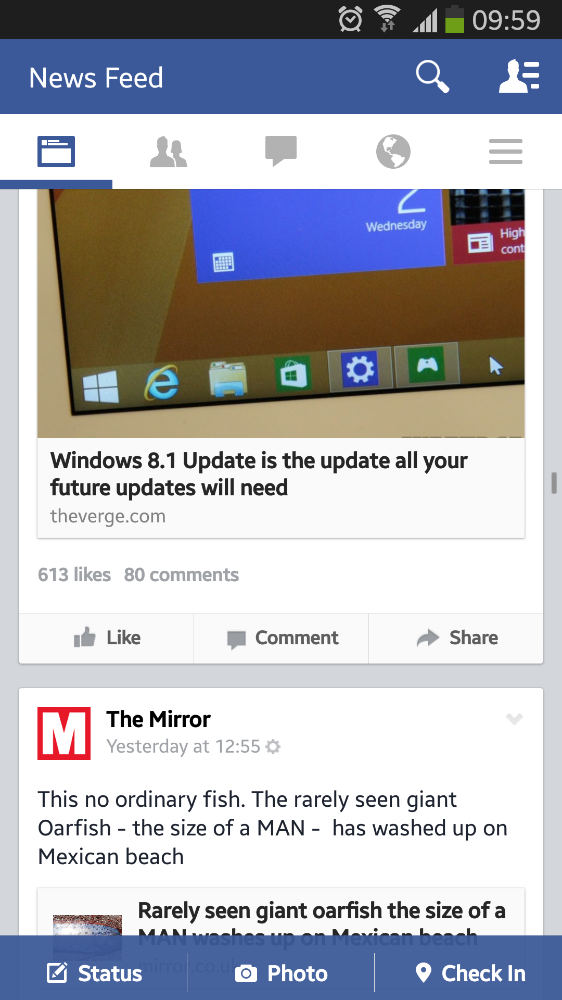 09:59
News Feed
2
Wednesday
High
cont
Windows 8.1 Update is the update all your
future updates will need
theverge.com
613 likes 80 comments
Like Comment Share
M
The Mirror
Yesterday at 12:55
This no ordinary fish. The rarely seen giant
Oarfish - the size of a MAN - has washed up on
Mexican beach
Rarely seen giant oarfish the size of a
MAN washes up on Mexican beach
mirror.co.uk
Status Photo Check In